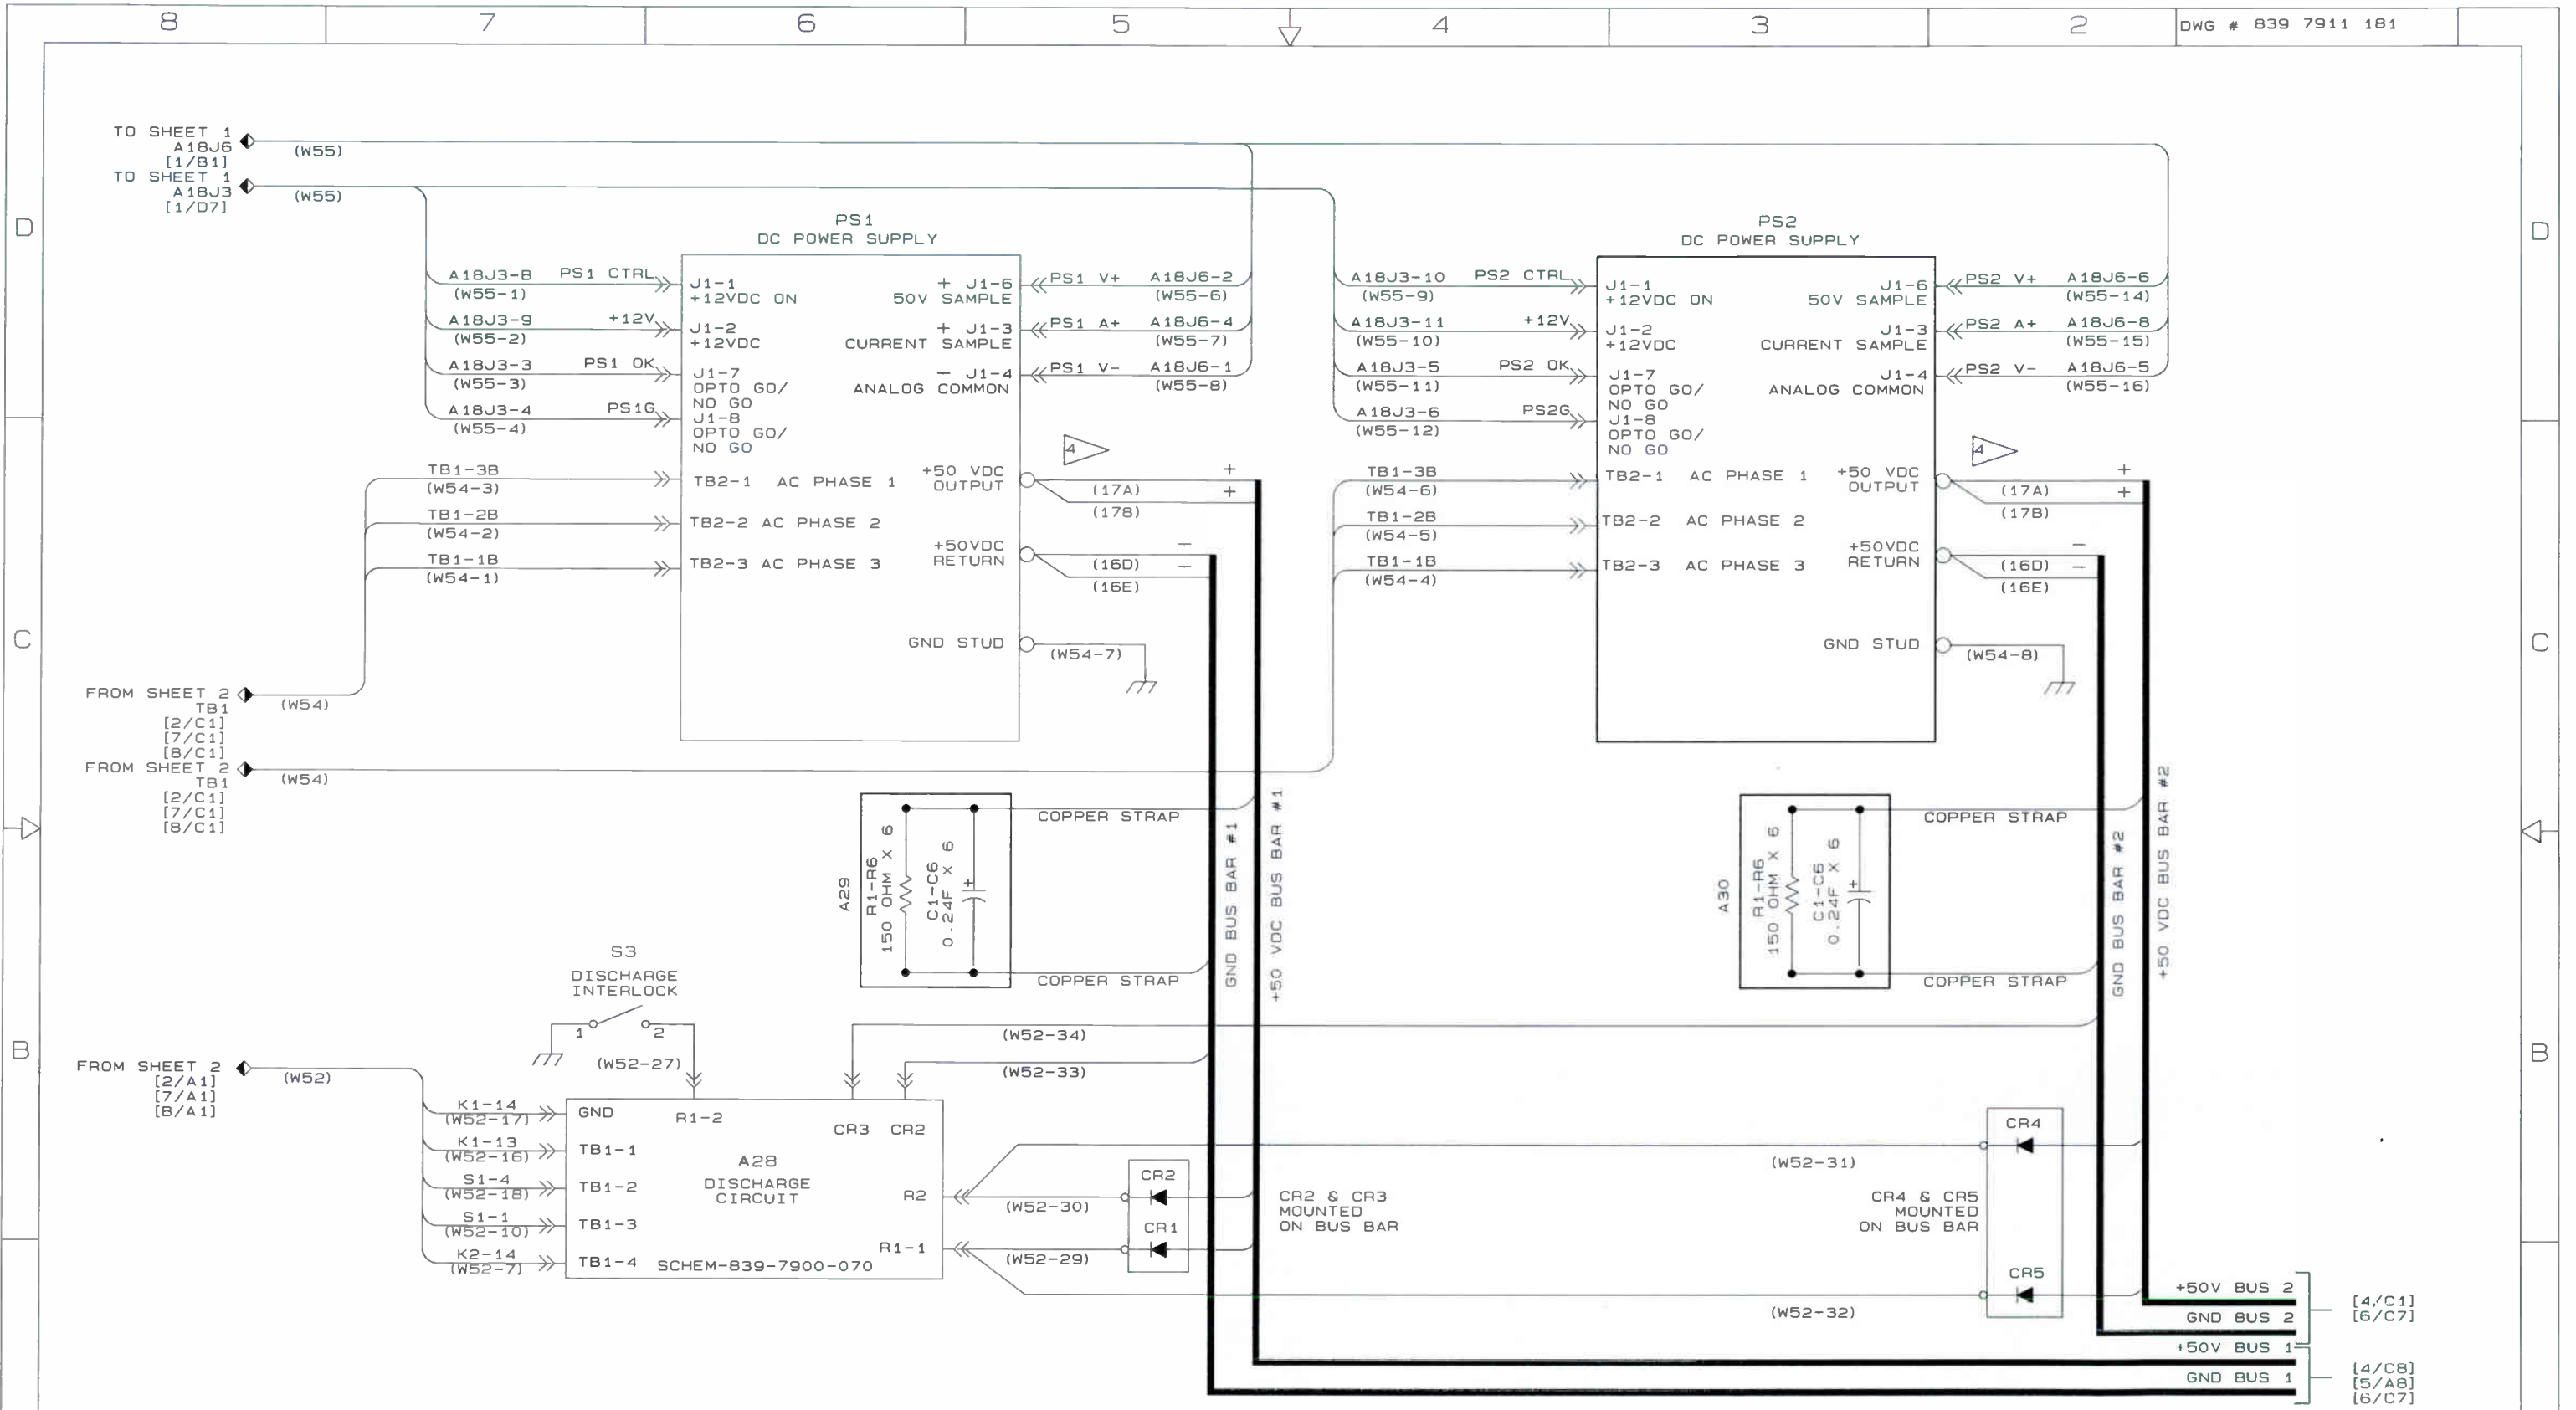 8 7 6 5 4 3 2 DWG # 839 7911 181
TO SHEET 1
A18J6
[1/B1]
(W55)
TO SHEET 1
A18J3
[1/D7]
(W55)
D
D
PS1
DC POWER SUPPLY
A18J3-8 PS1 CTRL
(W55-1)
A18J3-9 +12V
(W55-2)
A18J3-3 PS1 OK
(W55-3)
A18J3-4 PS1G
(W55-4)
J1-1
+12VDC ON
J1-2
+12VDC
J1-7
OPTO GO/
NO GO
J1-8
OPTO GO/
NO GO
+ J1-6
50V SAMPLE
+ J1-3
CURRENT SAMPLE
- J1-4
ANALOG COMMON
PS1 V+ A18J6-2
(W55-6)
PS1 A+ A18J6-4
(W55-7)
PS1 V- A18J6-1
(W55-8)
4
TB1-3B
(W54-3)
TB1-2B
(W54-2)
TB1-1B
(W54-1)
TB2-1 AC PHASE 1
TB2-2 AC PHASE 2
TB2-3 AC PHASE 3
+50 VDC
OUTPUT
+50VDC
RETURN
GND STUD
+
+
(17A)
(17B)
-
-
(16D)
(16E)
(W54-7)
PS2
DC POWER SUPPLY
A18J3-10 PS2 CTRL
(W55-9)
A18J3-11 +12V
(W55-10)
A18J3-5 PS2 OK
(W55-11)
A18J3-6 PS2G
(W55-12)
J1-1
+12VDC ON
J1-2
+12VDC
J1-7
OPTO GO/
NO GO
J1-8
OPTO GO/
NO GO
J1-6
50V SAMPLE
J1-3
CURRENT SAMPLE
J1-4
ANALOG COMMON
PS2 V+ A18J6-6
(W55-14)
PS2 A+ A18J6-8
(W55-15)
PS2 V- A18J6-5
(W55-16)
4
TB1-3B
(W54-6)
TB1-2B
(W54-5)
TB1-1B
(W54-4)
TB2-1 AC PHASE 1
TB2-2 AC PHASE 2
TB2-3 AC PHASE 3
+50 VDC
OUTPUT
+50VDC
RETURN
GND STUD
+
+
(17A)
(17B)
-
-
(16D)
(16E)
(W54-8)
C
C
FROM SHEET 2
TB1
[2/C1]
[7/C1]
[8/C1]
(W54)
FROM SHEET 2
TB1
[2/C1]
[7/C1]
[8/C1]
(W54)
A29
R1-R6
150 OHM X 6
C1-C6
0.24F X 6
+
COPPER STRAP
COPPER STRAP
GND BUS BAR #1
+50 VDC BUS BAR #1
A30
R1-R6
150 OHM X 6
C1-C6
0.24F X 6
+
COPPER STRAP
COPPER STRAP
GND BUS BAR #2
+50 VDC BUS BAR #2
S3
DISCHARGE
INTERLOCK
1 2
(W52-27)
(W52-34)
(W52-33)
B
B
FROM SHEET 2
[2/A1]
[7/A1]
[8/A1]
(W52)
K1-14
(W52-17)
K1-13
(W52-16)
S1-4
(W52-18)
S1-1
(W52-10)
K2-14
(W52-7)
GND
TB1-1
TB1-2
TB1-3
TB1-4
R1-2
CR3 CR2
A28
DISCHARGE
CIRCUIT
R2
R1-1
SCHEM-839-7900-070
(W52-30)
(W52-29)
CR2
CR1
CR2 & CR3
MOUNTED
ON BUS BAR
(W52-31)
(W52-32)
CR4 & CR5
MOUNTED
ON BUS BAR
CR4
CR5
+50V BUS 2
GND BUS 2
[4/C1]
[6/C7]
+50V BUS 1
GND BUS 1
[4/C8]
[5/A8]
[6/C7]